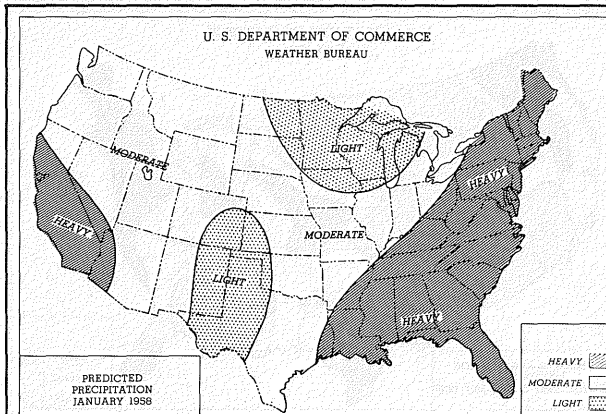 U. S. DEPARTMENT OF COMMERCE
WEATHER BUREAU
LIGHT
MODERATE
HEAVY
HEAVY
MODERATE
LIGHT
HEAVY
PREDICTED
PRECIPITATION
JANUARY 1958
HEAVY
MODERATE
LIGHT